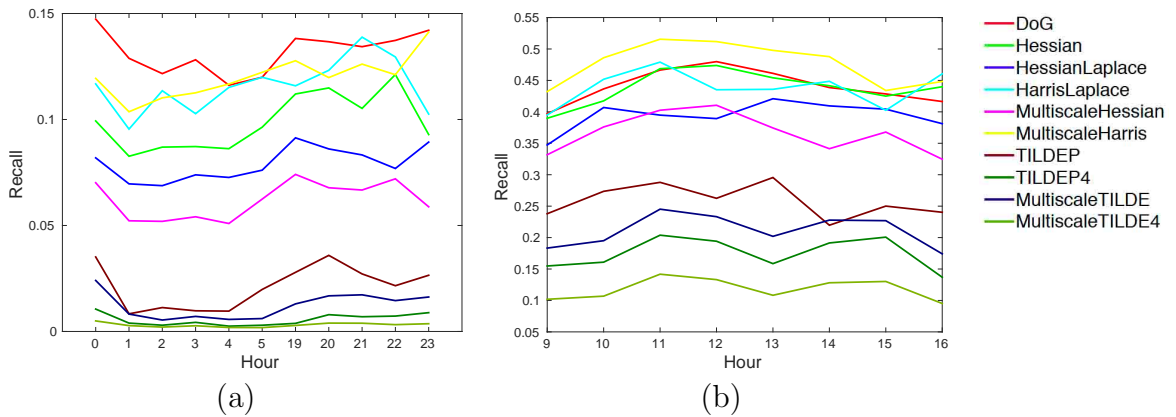 0.15
0.1
0.05
0
Recall
0 1 2 3 4 5 19 20 21 22 23
Hour
(a)
0.55
0.5
0.45
0.4
0.35
0.3
0.25
0.2
0.15
0.1
0.05
Recall
9 10 11 12 13 14 15 16
Hour
(b)
DoG
Hessian
HessianLaplace
HarrisLaplace
MultiscaleHessian
MultiscaleHarris
TILDEP
TILDEP4
MultiscaleTILDE
MultiscaleTILDE4